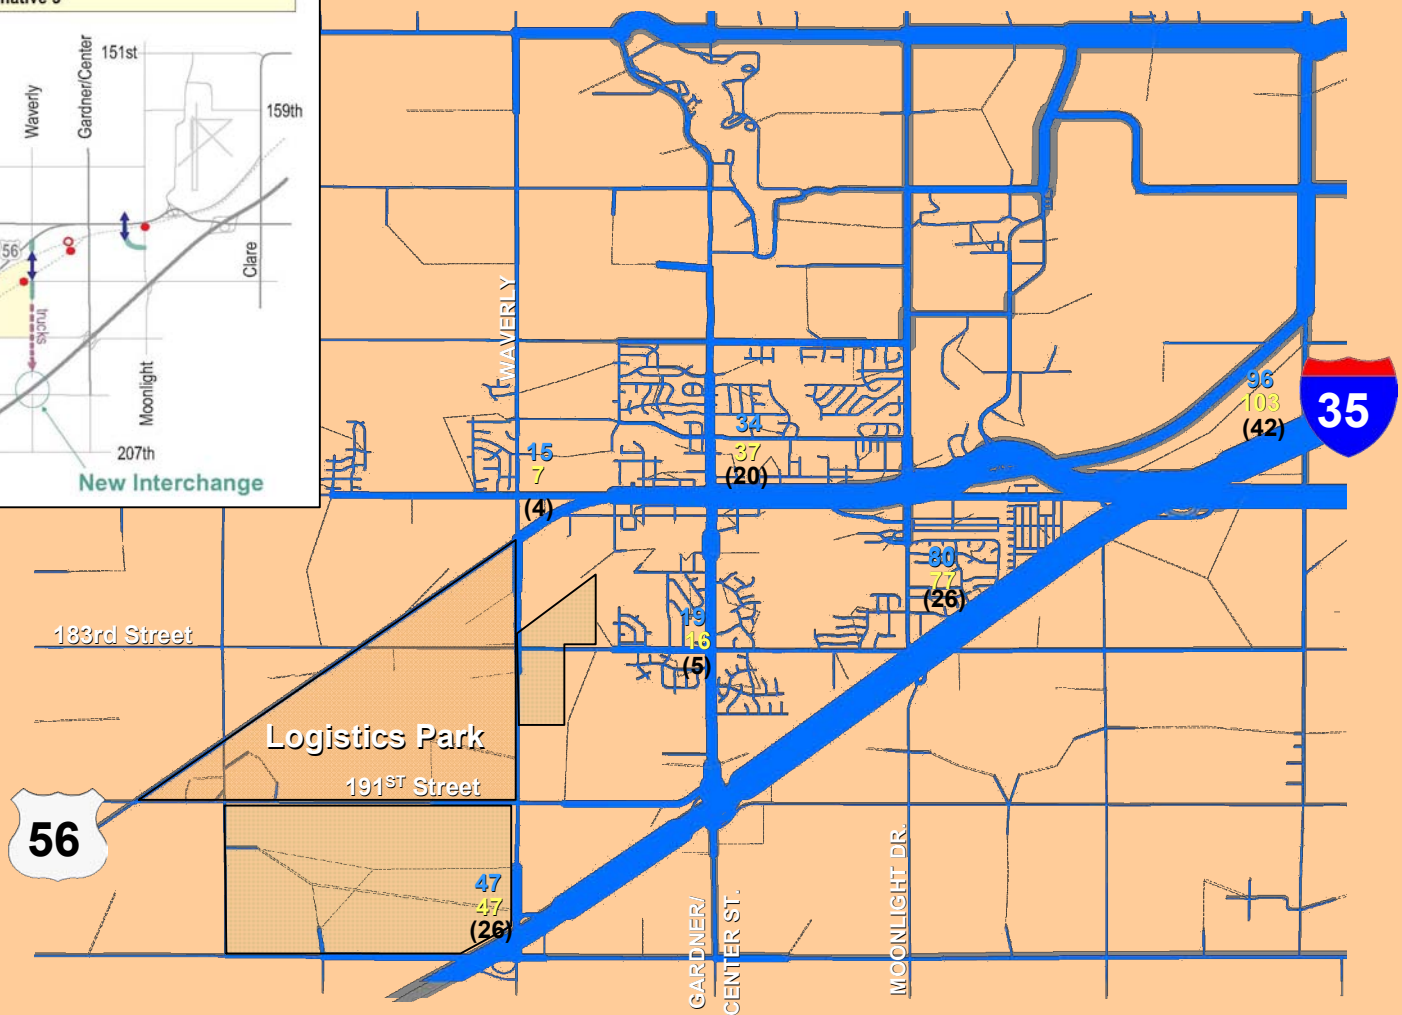 151st
Gardner/Center
Waverly
159th
56
trucks
Clare
Moonlight
207th
New Interchange
WAVERLY
35
96
103
(42)
34
37
(20)
15
7
(4)
80
77
(26)
19
16
(5)
183rd Street
Logistics Park
191ST Street
56
47
47
(26)
GARDNER/
CENTER ST.
MOONLIGHT DR.